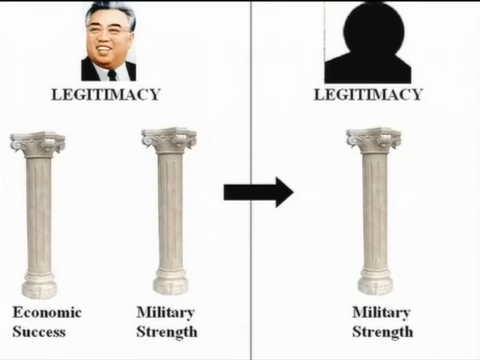 LEGITIMACY
Economic
Success
Military
Strength
LEGITIMACY
Military
Strength